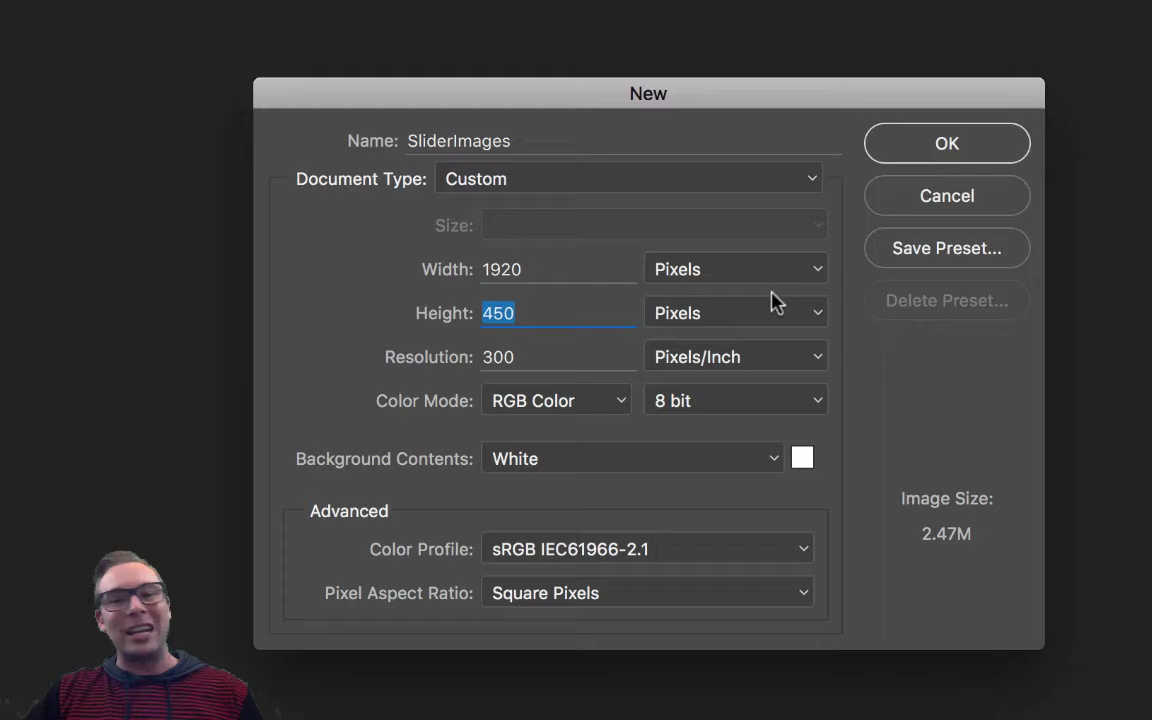 New
Name: SliderImages
OK
Document Type: Custom
Cancel
Size:
Save Preset...
Width: 1920 Pixels
Delete Preset...
Height: 450 Pixels
Resolution: 300 Pixels/Inch
Color Mode: RGB Color 8 bit
Background Contents: White
Image Size:
2.47M
Advanced
Color Profile: sRGB IEC61966-2.1
Pixel Aspect Ratio: Square Pixels